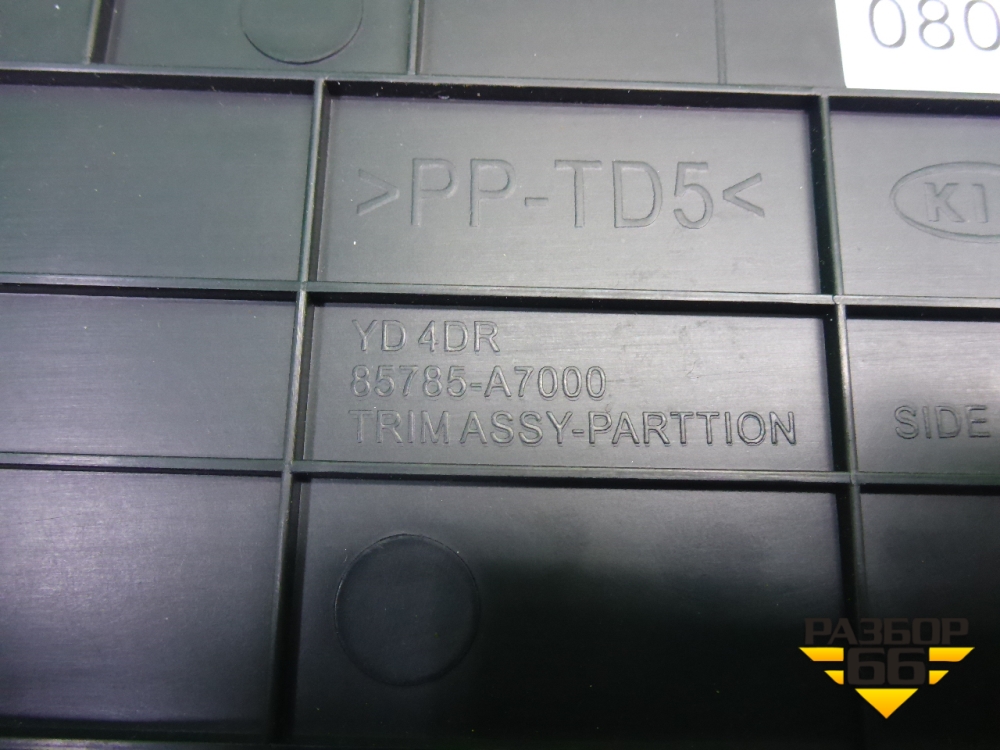 080
>PP-TD5<
KI
YD 4DR
85785-A7000
TRIM ASSY-PARTTION
SIDE
РАЗБОР
66